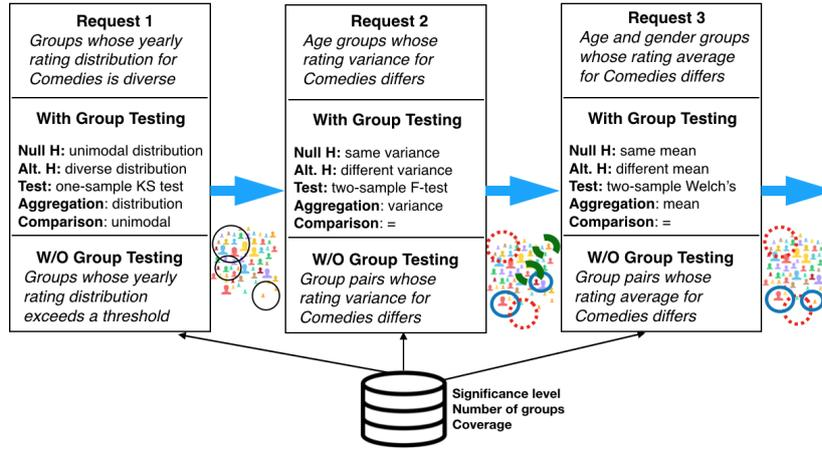 Request 1
Groups whose yearly
rating distribution for
Comedies is diverse
With Group Testing
Null H: unimodal distribution
Alt. H: diverse distribution
Test: one-sample KS test
Aggregation: distribution
Comparison: unimodal
W/O Group Testing
Groups whose yearly
rating distribution
exceeds a threshold
Request 2
Age groups whose
rating variance for
Comedies differs
With Group Testing
Null H: same variance
Alt. H: different variance
Test: two-sample F-test
Aggregation: variance
Comparison: =
W/O Group Testing
Group pairs whose
rating variance for
Comedies differs
Request 3
Age and gender groups
whose rating average
for Comedies differs
With Group Testing
Null H: same mean
Alt. H: different mean
Test: two-sample Welch's
Aggregation: mean
Comparison: =
W/O Group Testing
Group pairs whose
rating average for
Comedies differs
Significance level
Number of groups
Coverage